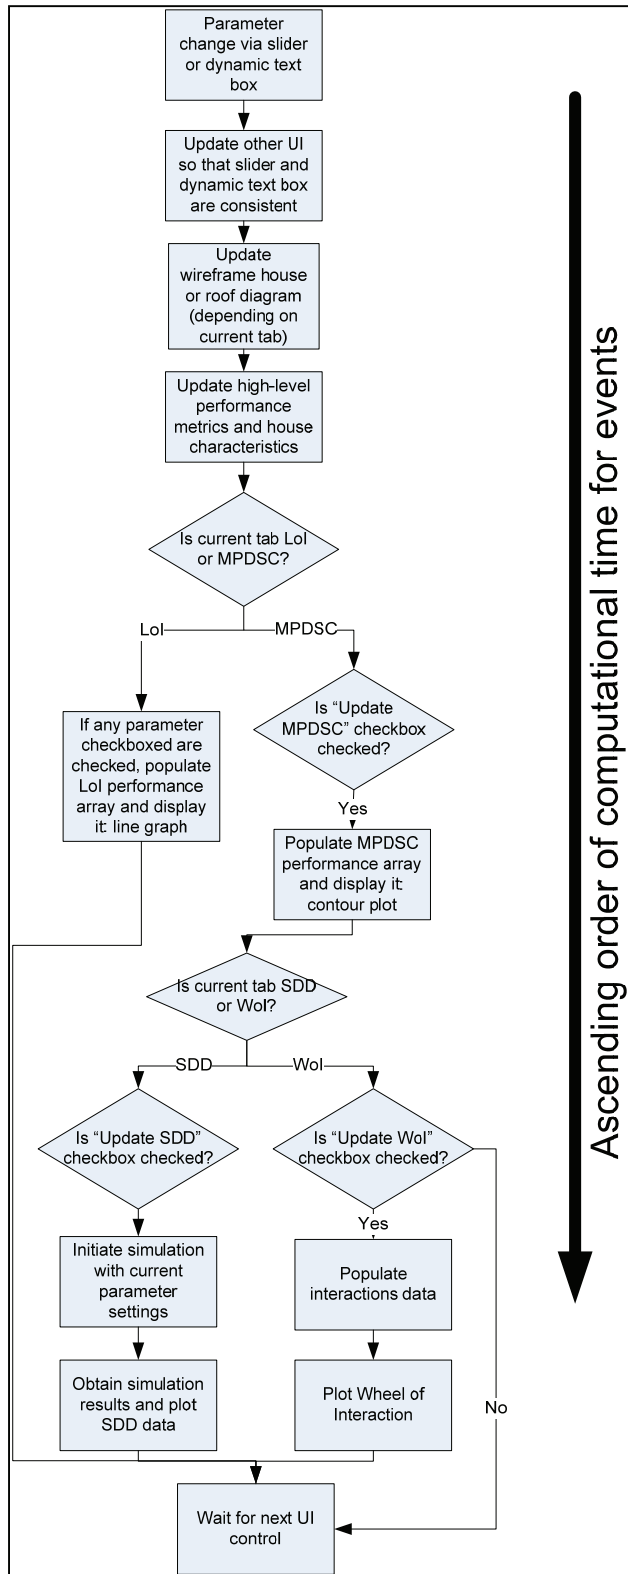 Parameter
change via slider
or dynamic text
box
Update other UI
so that slider and
dynamic text box
are consistent
Update
wireframe house
or roof diagram
(depending on
current tab)
Update high-level
performance
metrics and house
characteristics
Is current tab LoI
or MPDSC?
LoI
MPDSC
If any parameter
checkboxed are
checked, populate
LoI performance
array and display
it: line graph
Is “Update
MPDSC” checkbox
checked?
Yes
Populate MPDSC
performance array
and display it:
contour plot
Is current tab SDD
or WoI?
SDD
WoI
Is “Update SDD”
checkbox checked?
Is “Update WoI”
checkbox checked?
Yes
Initiate simulation
with current
parameter
settings
Populate
interactions data
Obtain simulation
results and plot
SDD data
Plot Wheel of
Interaction
No
Wait for next UI
control
Ascending order of computational time for events